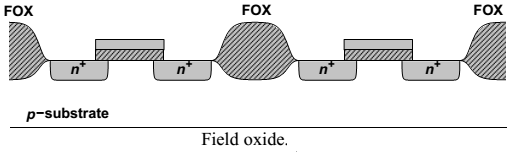 FOX FOX FOX
n+ n+ n+ n+
p−substrate
Field oxide.